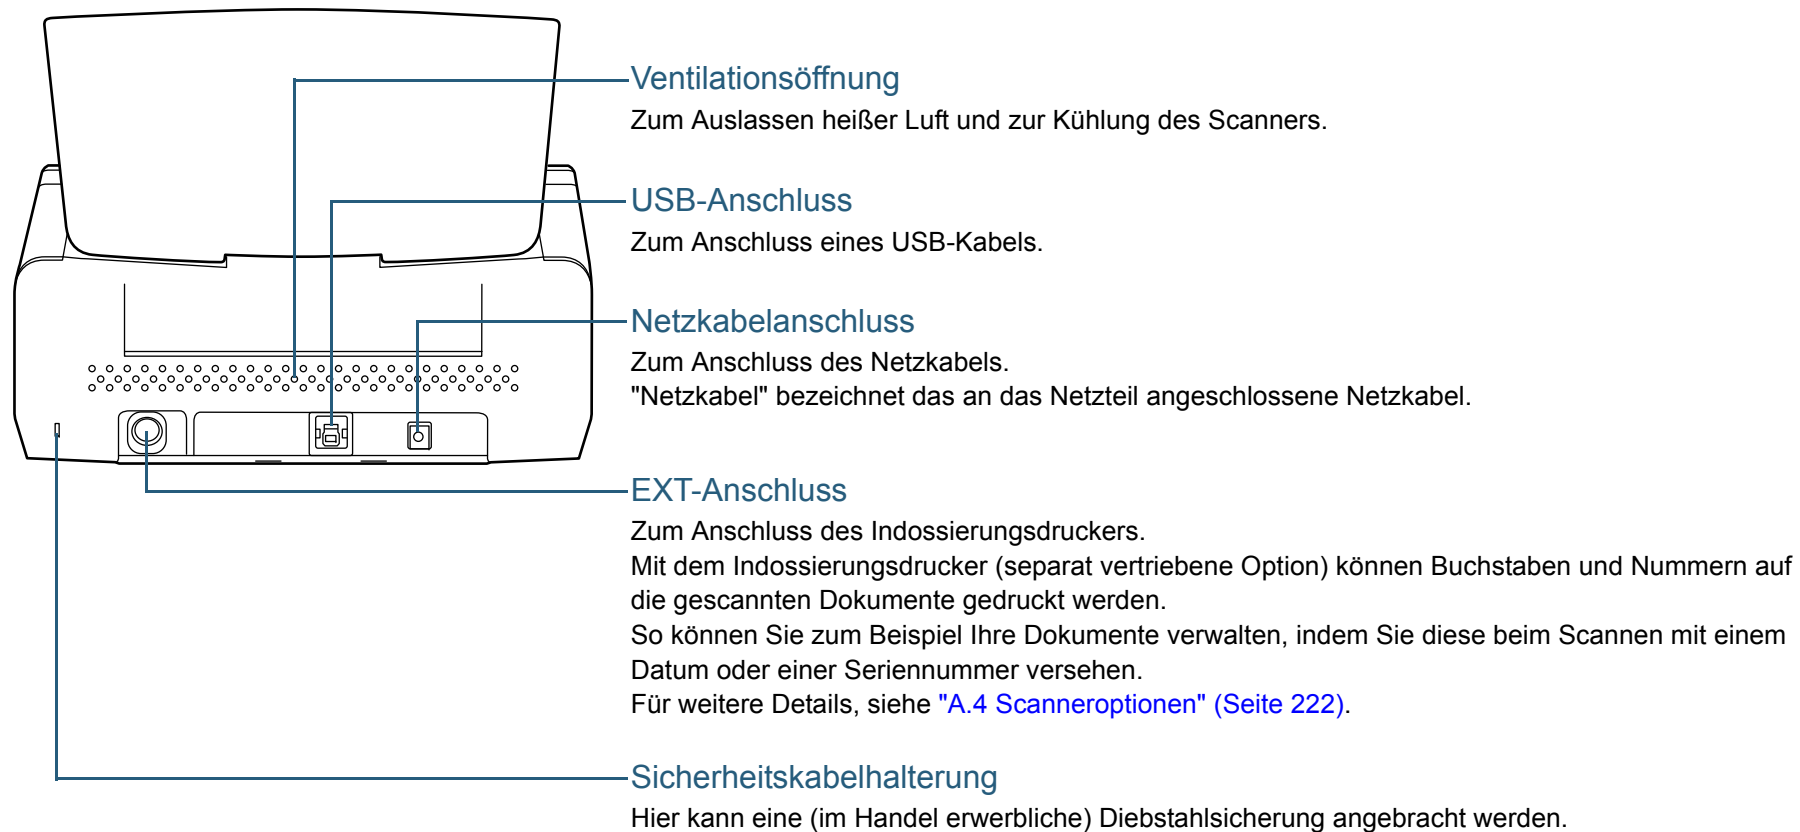 Ventilationsöffnung
Zum Auslassen heißer Luft und zur Kühlung des Scanners.
USB-Anschluss
Zum Anschluss eines USB-Kabels.
Netzkabelanschluss
Zum Anschluss des Netzkabels.
"Netzkabel" bezeichnet das an das Netzteil angeschlossene Netzkabel.
EXT-Anschluss
Zum Anschluss des Indossierungsdruckers.
Mit dem Indossierungsdrucker (separat vertriebene Option) können Buchstaben und Nummern auf
die gescannten Dokumente gedruckt werden.
So können Sie zum Beispiel Ihre Dokumente verwalten, indem Sie diese beim Scannen mit einem
Datum oder einer Seriennummer versehen.
Für weitere Details, siehe "A.4 Scanneroptionen" (Seite 222).
Sicherheitskabelhalterung
Hier kann eine (im Handel erwerbliche) Diebstahlsicherung angebracht werden.